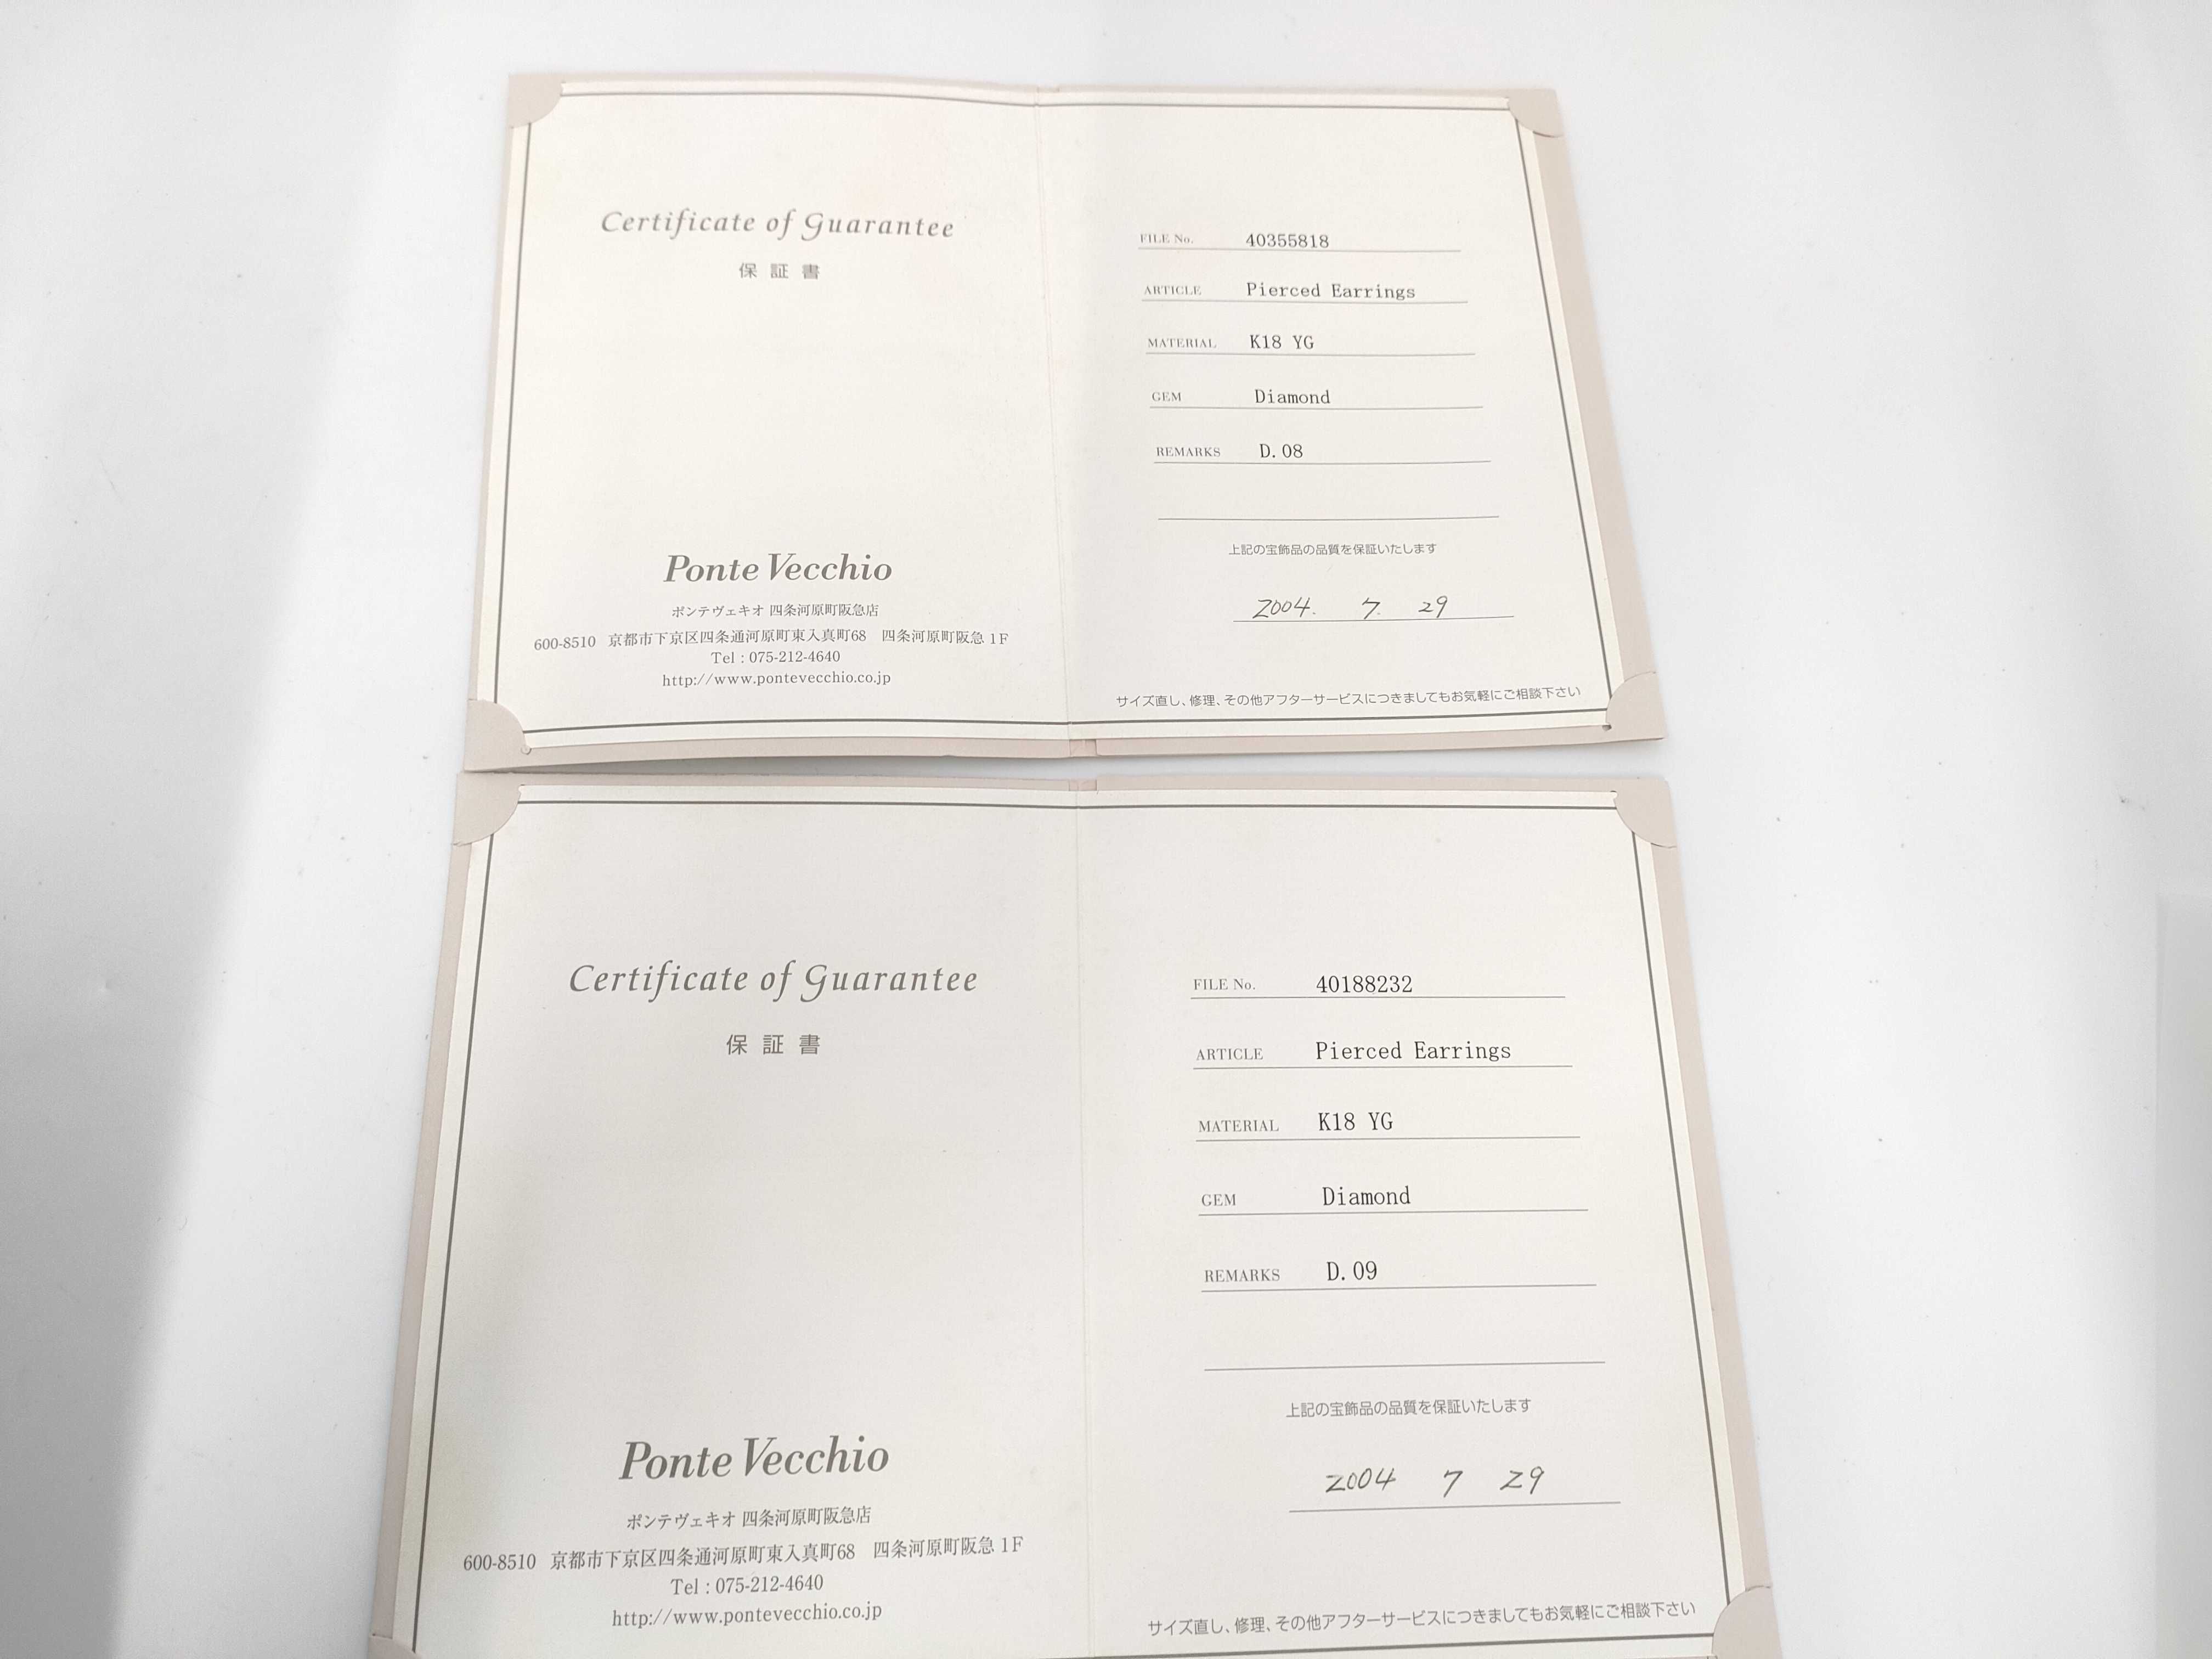 Certificate of Guarantee
保証書
Ponte Vecchio
ポンテヴェキオ 四条河原町阪急店
600-8510 京都市下京区四条通河原町東入真町68 四条河原町阪急 1F
Tel : 075-212-4640
http://www.pontevecchio.co.jp
FILE No. 40355818
ARTICLE Pierced Earrings
MATERIAL K18 YG
GEM Diamond
REMARKS D.08
上記の宝飾品の品質を保証いたします
2004. 7. 29
サイズ直し、修理、その他アフターサービスにつきましてもお気軽にご相談下さい
Certificate of Guarantee
保証書
Ponte Vecchio
ポンテヴェキオ 四条河原町阪急店
600-8510 京都市下京区四条通河原町東入真町68 四条河原町阪急 1F
Tel : 075-212-4640
http://www.pontevecchio.co.jp
FILE No. 40188232
ARTICLE Pierced Earrings
MATERIAL K18 YG
GEM Diamond
REMARKS D.09
上記の宝飾品の品質を保証いたします
2004 7 29
サイズ直し、修理、その他アフターサービスにつきましてもお気軽にご相談下さい